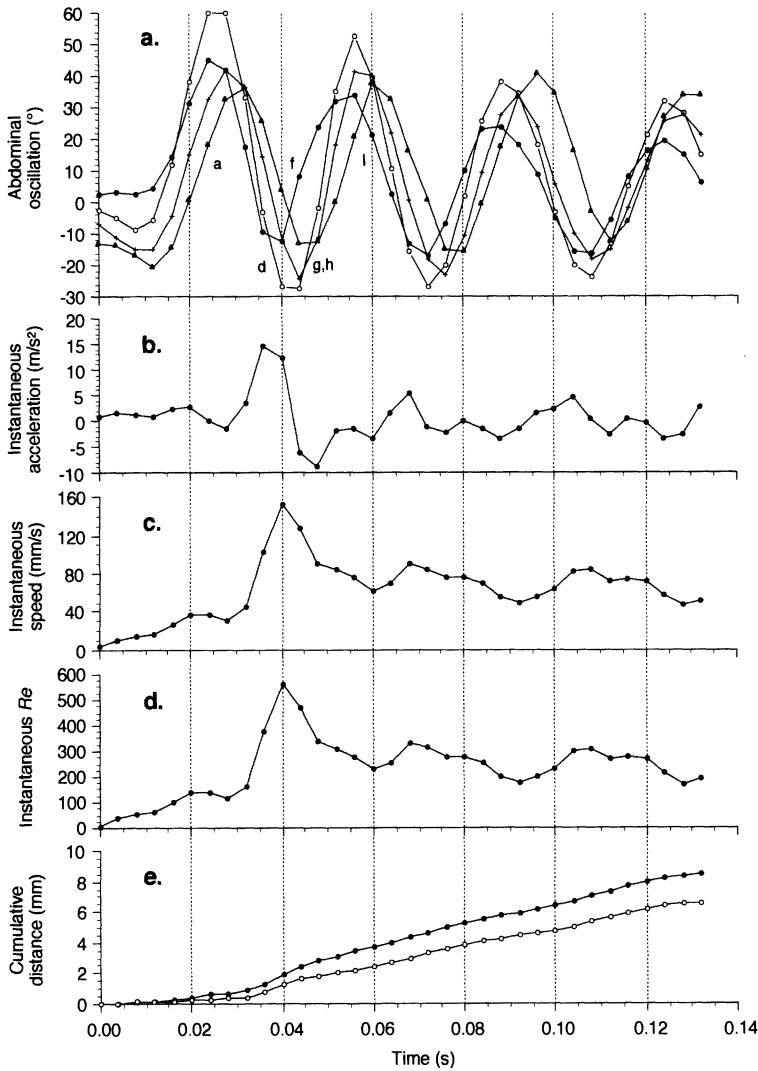 a.
Abdominal
oscillation (°)
60
50
40
30
20
10
0
-10
-20
-30
a
d
f
g,h
i
b.
Instantaneous
acceleration (m/s²)
20
15
10
5
0
-5
-10
c.
Instantaneous
speed (mm/s)
160
120
80
40
0
d.
Instantaneous Re
600
500
400
300
200
100
0
e.
Cumulative
distance (mm)
10
8
6
4
2
0
0.00 0.02 0.04 0.06 0.08 0.10 0.12 0.14
Time (s)